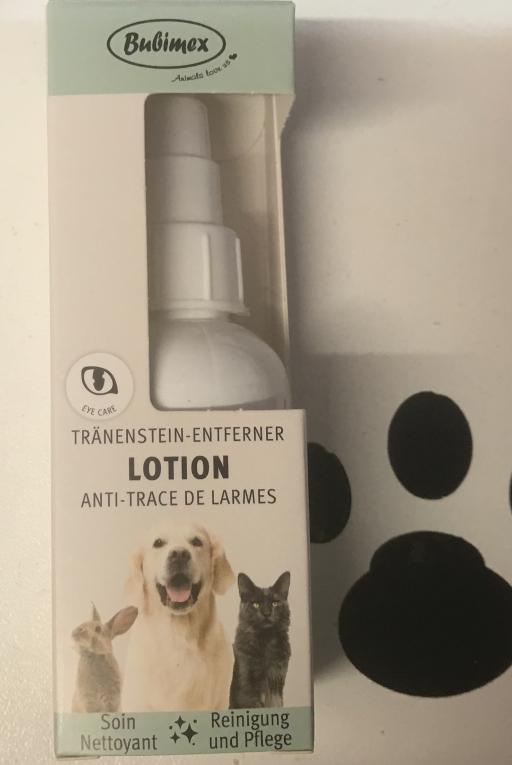 Bubimex
Animals love us
EYE CARE
TRÄNENSTEIN-ENTFERNER
LOTION
ANTI-TRACE DE LARMES
Soin
Nettoyant
Reinigung
und Pflege